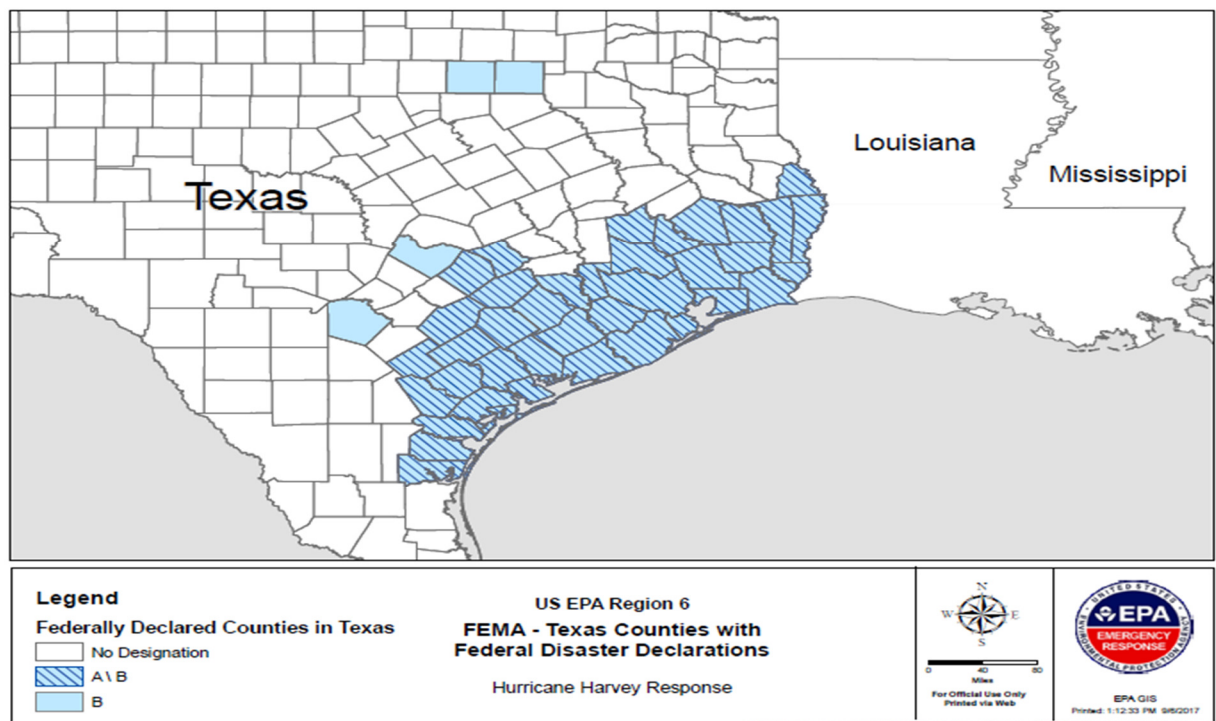 Texas
Louisiana
Mississippi
Legend
Federally Declared Counties in Texas
No Designation
A \ B
B
US EPA Region 6
FEMA - Texas Counties with
Federal Disaster Declarations
Hurricane Harvey Response
N
W E
S
0 40 80
Miles
For Official Use Only
Printed via Web
UNITED STATES
EPA
EMERGENCY
RESPONSE
ENVIRONMENTAL PROTECTION AGENCY
EPA GIS
Printed: 1:12:33 PM 9/6/2017